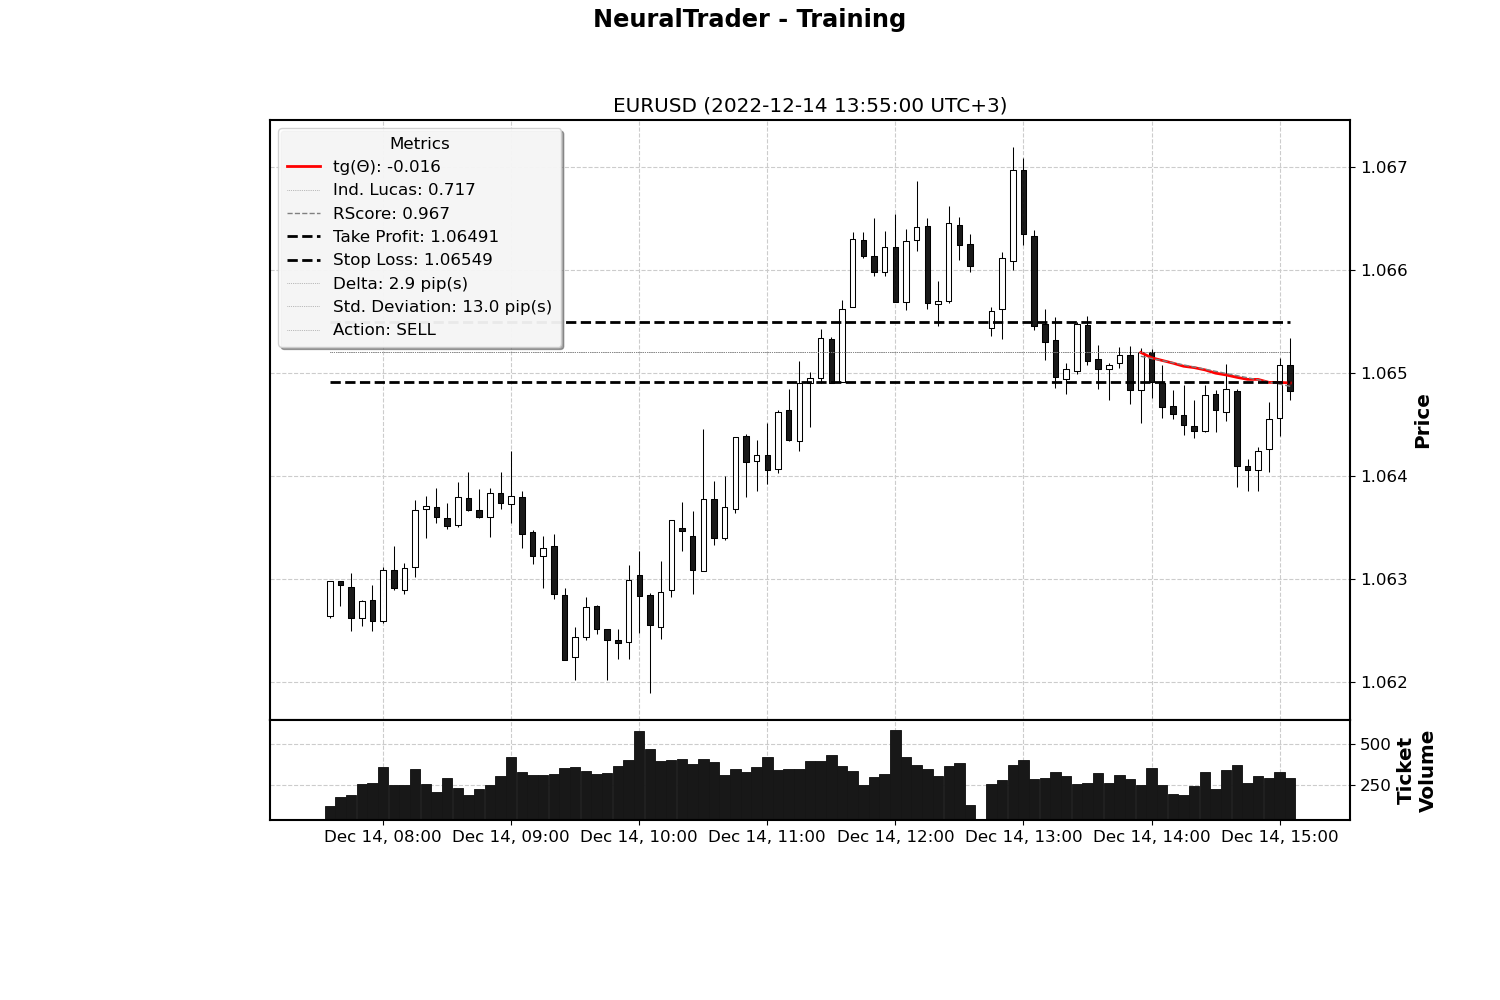 NeuralTrader - Training
EURUSD (2022-12-14 13:55:00 UTC+3)
Metrics
tg(Θ): -0.016
Ind. Lucas: 0.717
RScore: 0.967
Take Profit: 1.06491
Stop Loss: 1.06549
Delta: 2.9 pip(s)
Std. Deviation: 13.0 pip(s)
Action: SELL
1.067
1.066
1.065
1.064
1.063
1.062
Price
500
250
Ticket
Volume
Dec 14, 08:00
Dec 14, 09:00
Dec 14, 10:00
Dec 14, 11:00
Dec 14, 12:00
Dec 14, 13:00
Dec 14, 14:00
Dec 14, 15:00